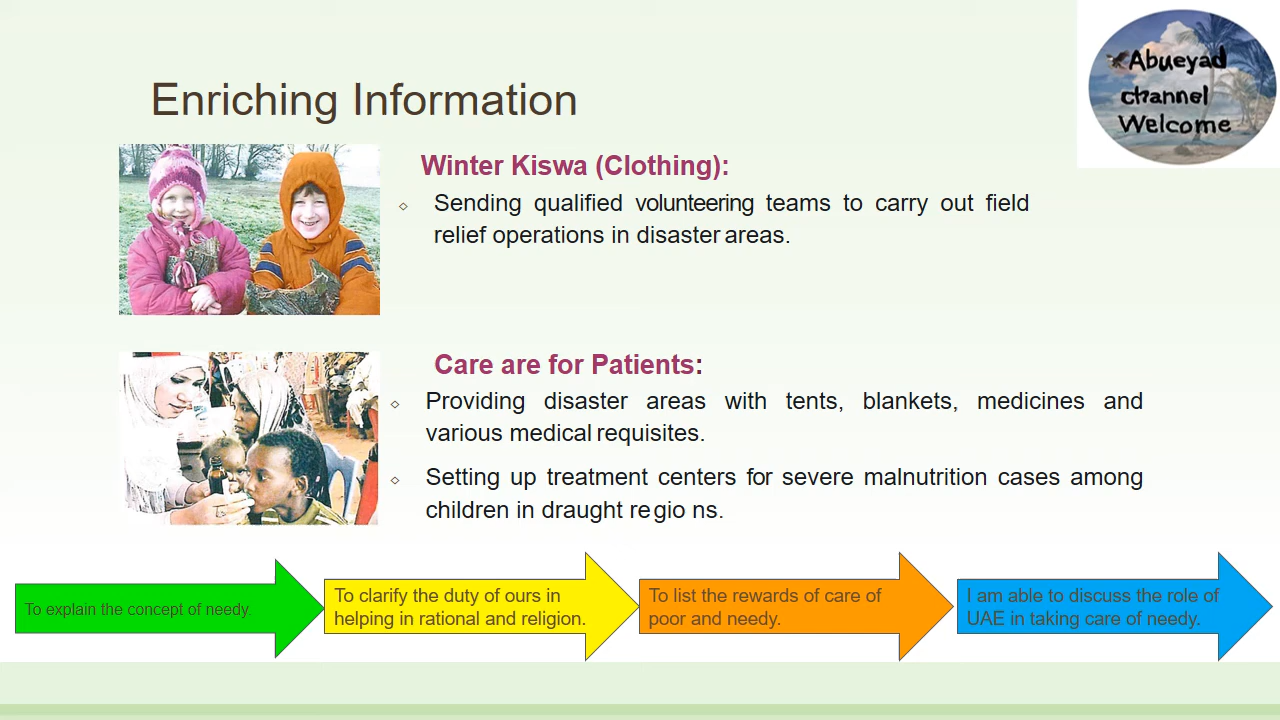 Abueyad
channel
Welcome
Enriching Information
Winter Kiswa (Clothing):
Sending qualified volunteering teams to carry out field
relief operations in disaster areas.
Care are for Patients:
Providing disaster areas with tents, blankets, medicines and
various medical requisites.
Setting up treatment centers for severe malnutrition cases among
children in draught regio ns.
To explain the concept of needy.
To clarify the duty of ours in
helping in rational and religion.
To list the rewards of care of
poor and needy.
I am able to discuss the role of
UAE in taking care of needy.